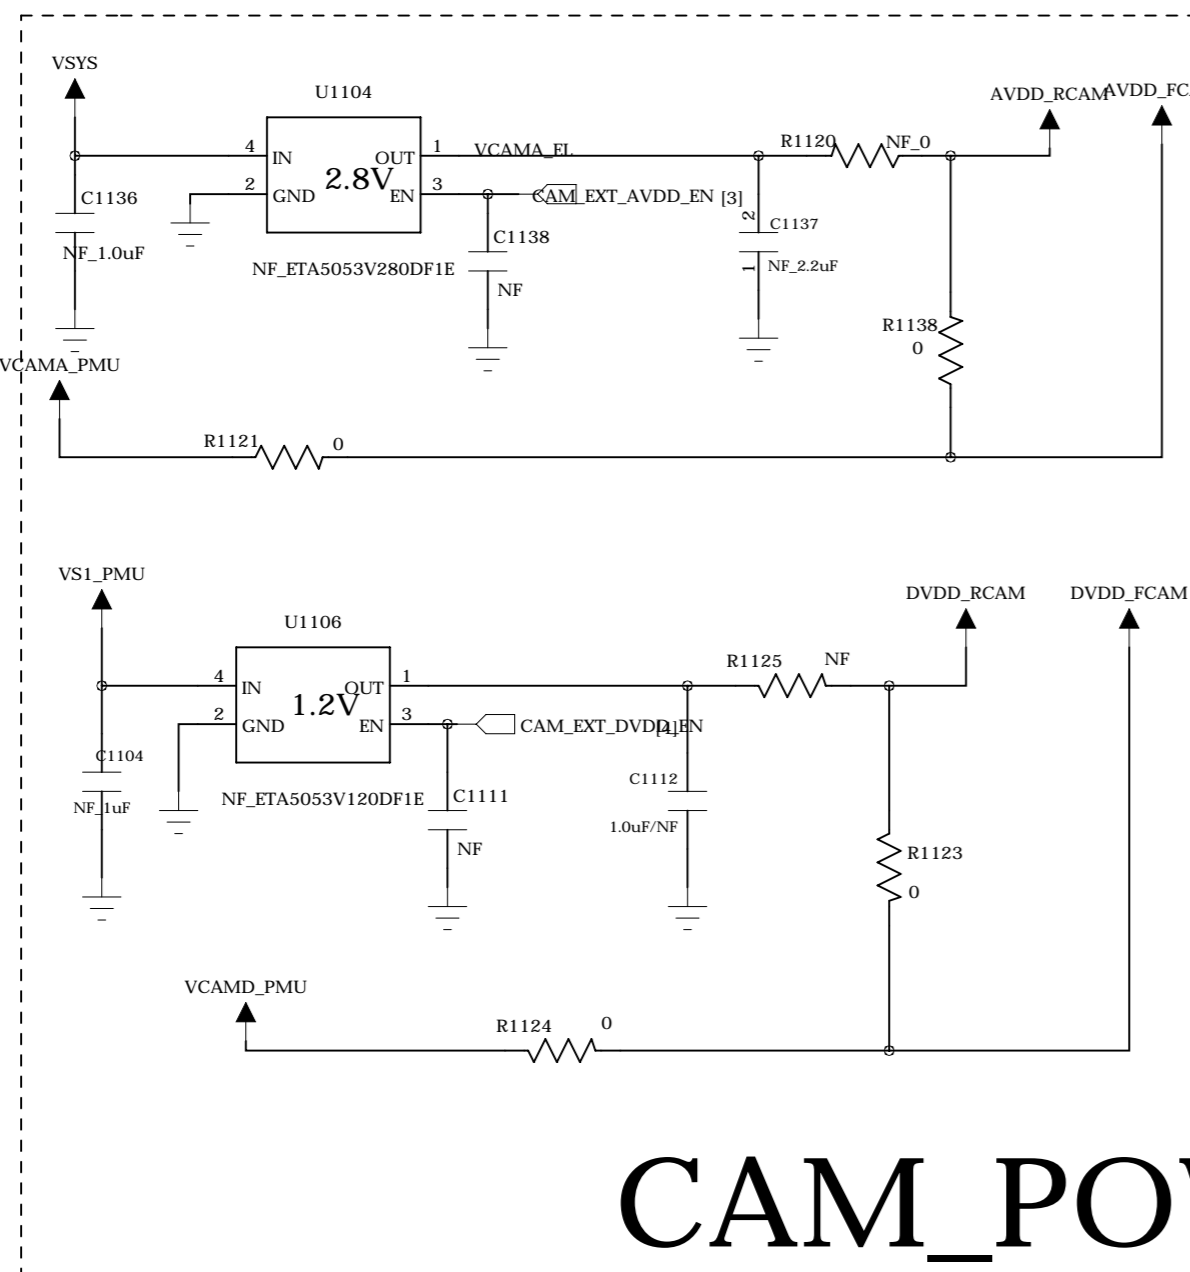 VSYS
U1104
AVDD_RCAM
AVDD_FCA
4
IN
OUT
1
VCAMA_EL
R1120
NF_0
2.8V
2
GND
EN
3
CAM_EXT_AVDD_EN [3]
C1136
NF_1.0uF
C1138
NF
NF_ETA5053V280DF1E
2
C1137
1
NF_2.2uF
R1138
0
VCAMA_PMU
R1121
0
VS1_PMU
U1106
DVDD_RCAM
DVDD_FCAM
4
IN
OUT
1
R1125
NF
1.2V
2
GND
EN
3
CAM_EXT_DVDD_EN
[4]
C1104
NF_1uF
NF_ETA5053V120DF1E
C1111
NF
C1112
1.0uF/NF
R1123
0
VCAMD_PMU
R1124
0
CAM_PO